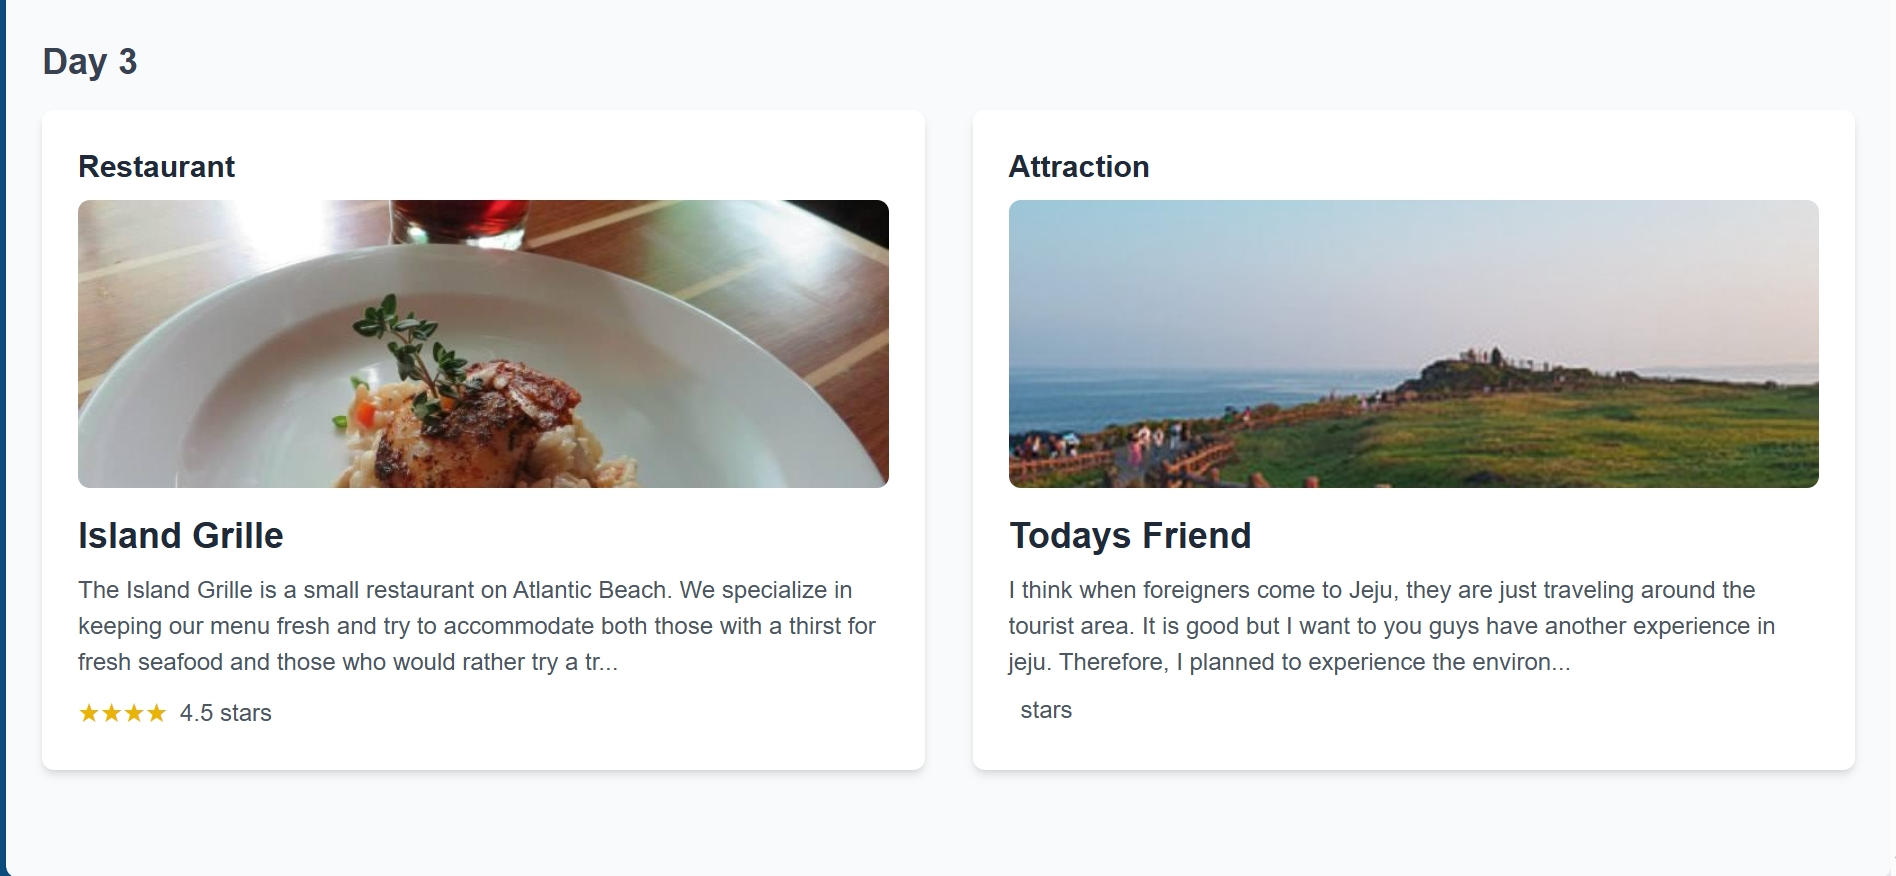 Day 3
Restaurant
Island Grille
The Island Grille is a small restaurant on Atlantic Beach. We specialize in
keeping our menu fresh and try to accommodate both those with a thirst for
fresh seafood and those who would rather try a tr...
★★★★ 4.5 stars
Attraction
Todays Friend
I think when foreigners come to Jeju, they are just traveling around the
tourist area. It is good but I want to you guys have another experience in
jeju. Therefore, I planned to experience the environ...
stars